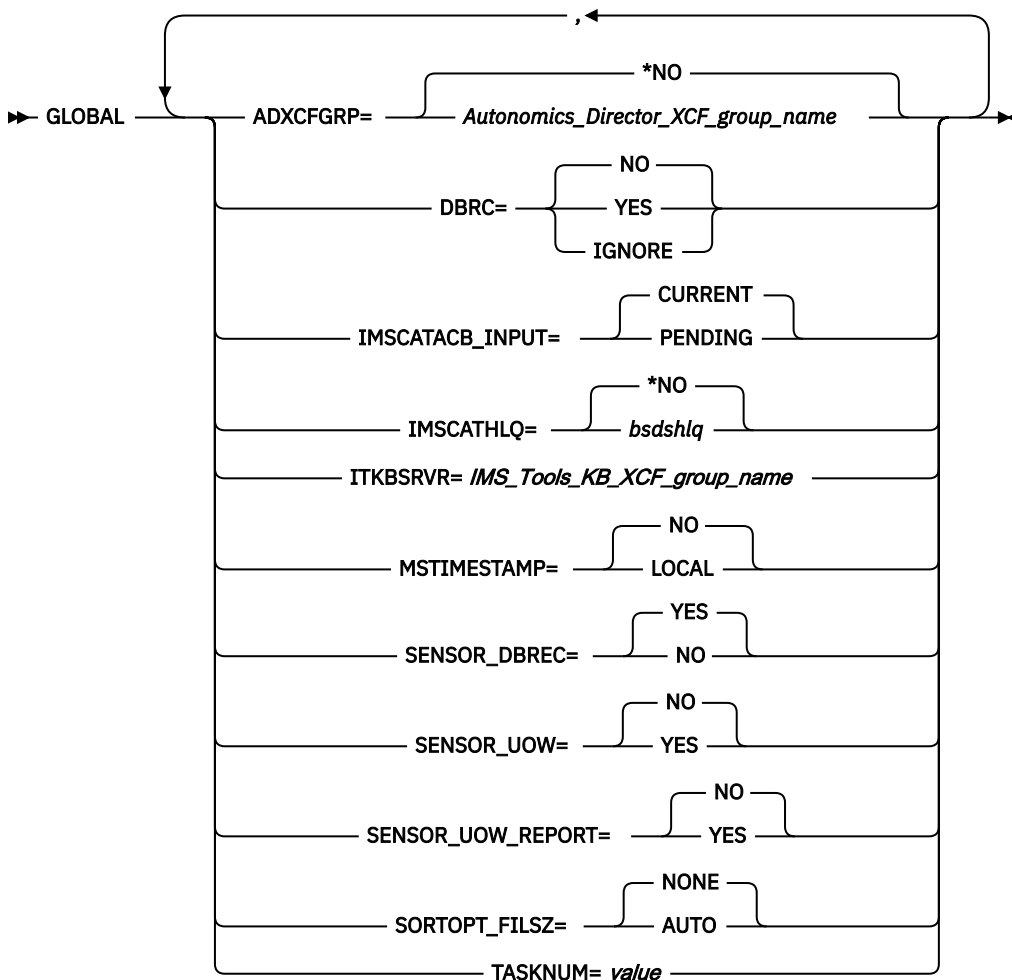 ,
*NO
GLOBAL ADXCFGRP= Autonomics_Director_XCF_group_name
NO
DBRC= YES
IGNORE
CURRENT
IMSCATACB_INPUT= PENDING
*NO
IMSCATHLQ= bsdshlq
ITKBSRVR= IMS_Tools_KB_XCF_group_name
NO
MSTIMESTAMP= LOCAL
YES
SENSOR_DBREC= NO
NO
SENSOR_UOW= YES
NO
SENSOR_UOW_REPORT= YES
NONE
SORTOPT_FILSZ= AUTO
TASKNUM= value